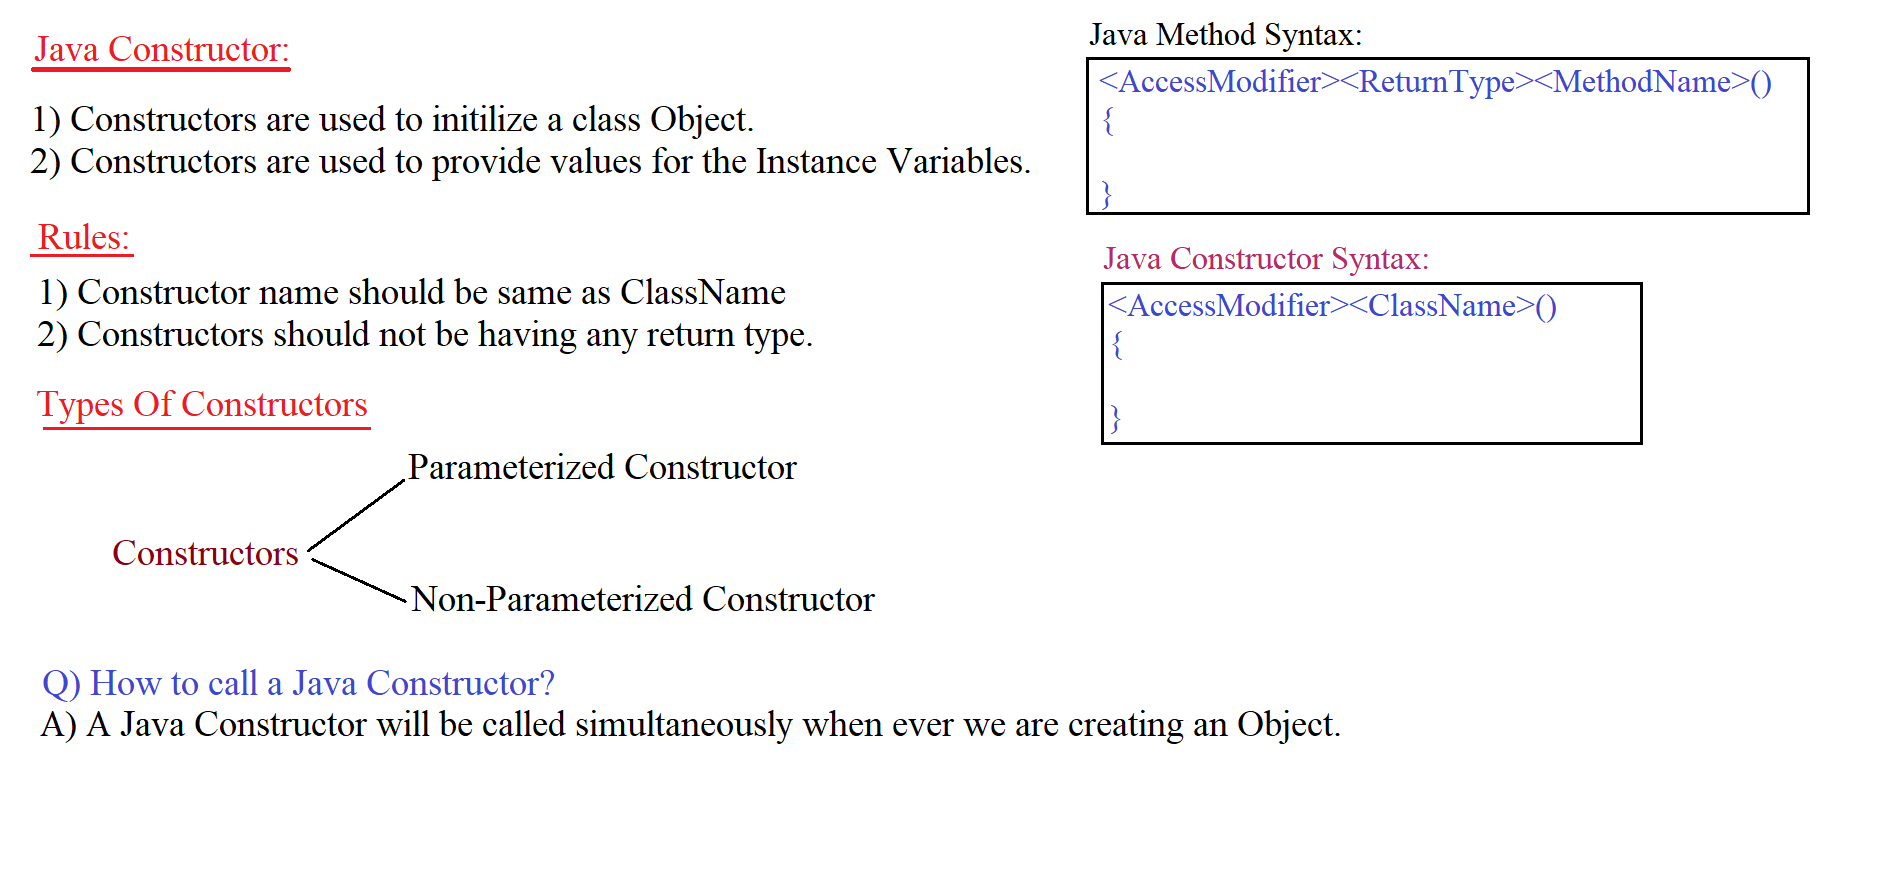 Java Constructor:
1) Constructors are used to initilize a class Object.
2) Constructors are used to provide values for the Instance Variables.
Rules:
1) Constructor name should be same as ClassName
2) Constructors should not be having any return type.
Types Of Constructors
Parameterized Constructor
Constructors
Non-Parameterized Constructor
Q) How to call a Java Constructor?
A) A Java Constructor will be called simultaneously when ever we are creating an Object.
Java Method Syntax:
<AccessModifier><ReturnType><MethodName>()
{
}
Java Constructor Syntax:
<AccessModifier><ClassName>()
{
}